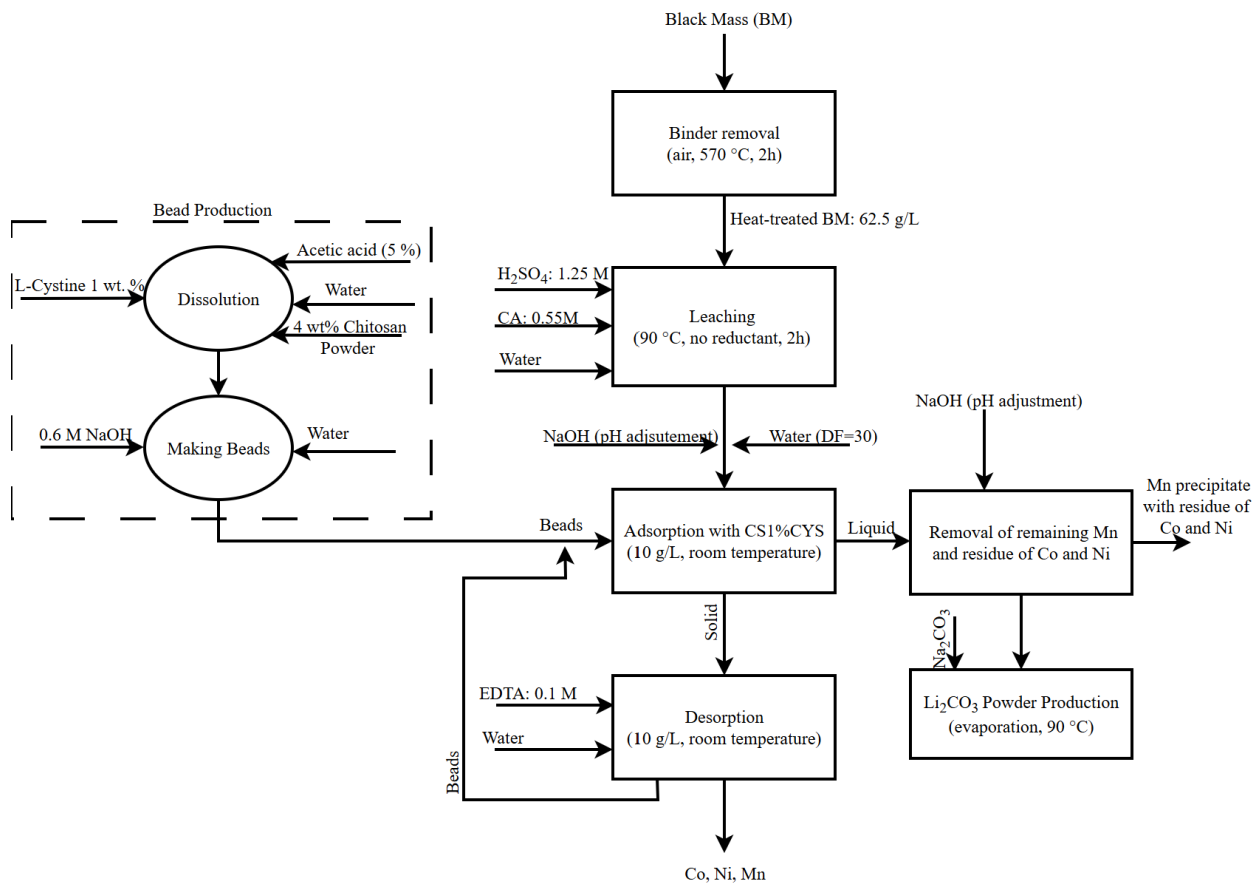 Black Mass (BM)
Binder removal
(air, 570 °C, 2h)
Heat-treated BM: 62.5 g/L
Bead Production
Acetic acid (5 %)
L-Cystine 1 wt. %
Dissolution
Water
4 wt% Chitosan
Powder
0.6 M NaOH
Making Beads
Water
H₂SO₄: 1.25 M
CA: 0.55M
Water
Leaching
(90 °C, no reductant, 2h)
NaOH (pH adjsutement)
Water (DF=30)
NaOH (pH adjustment)
Beads
Adsorption with CS1%CYS
(10 g/L, room temperature)
Liquid
Removal of remaining Mn
and residue of Co and Ni
Mn precipitate
with residue of
Co and Ni
Solid
Na₂CO₃
Li₂CO₃ Powder Production
(evaporation, 90 °C)
EDTA: 0.1 M
Water
Desorption
(10 g/L, room temperature)
Beads
Co, Ni, Mn